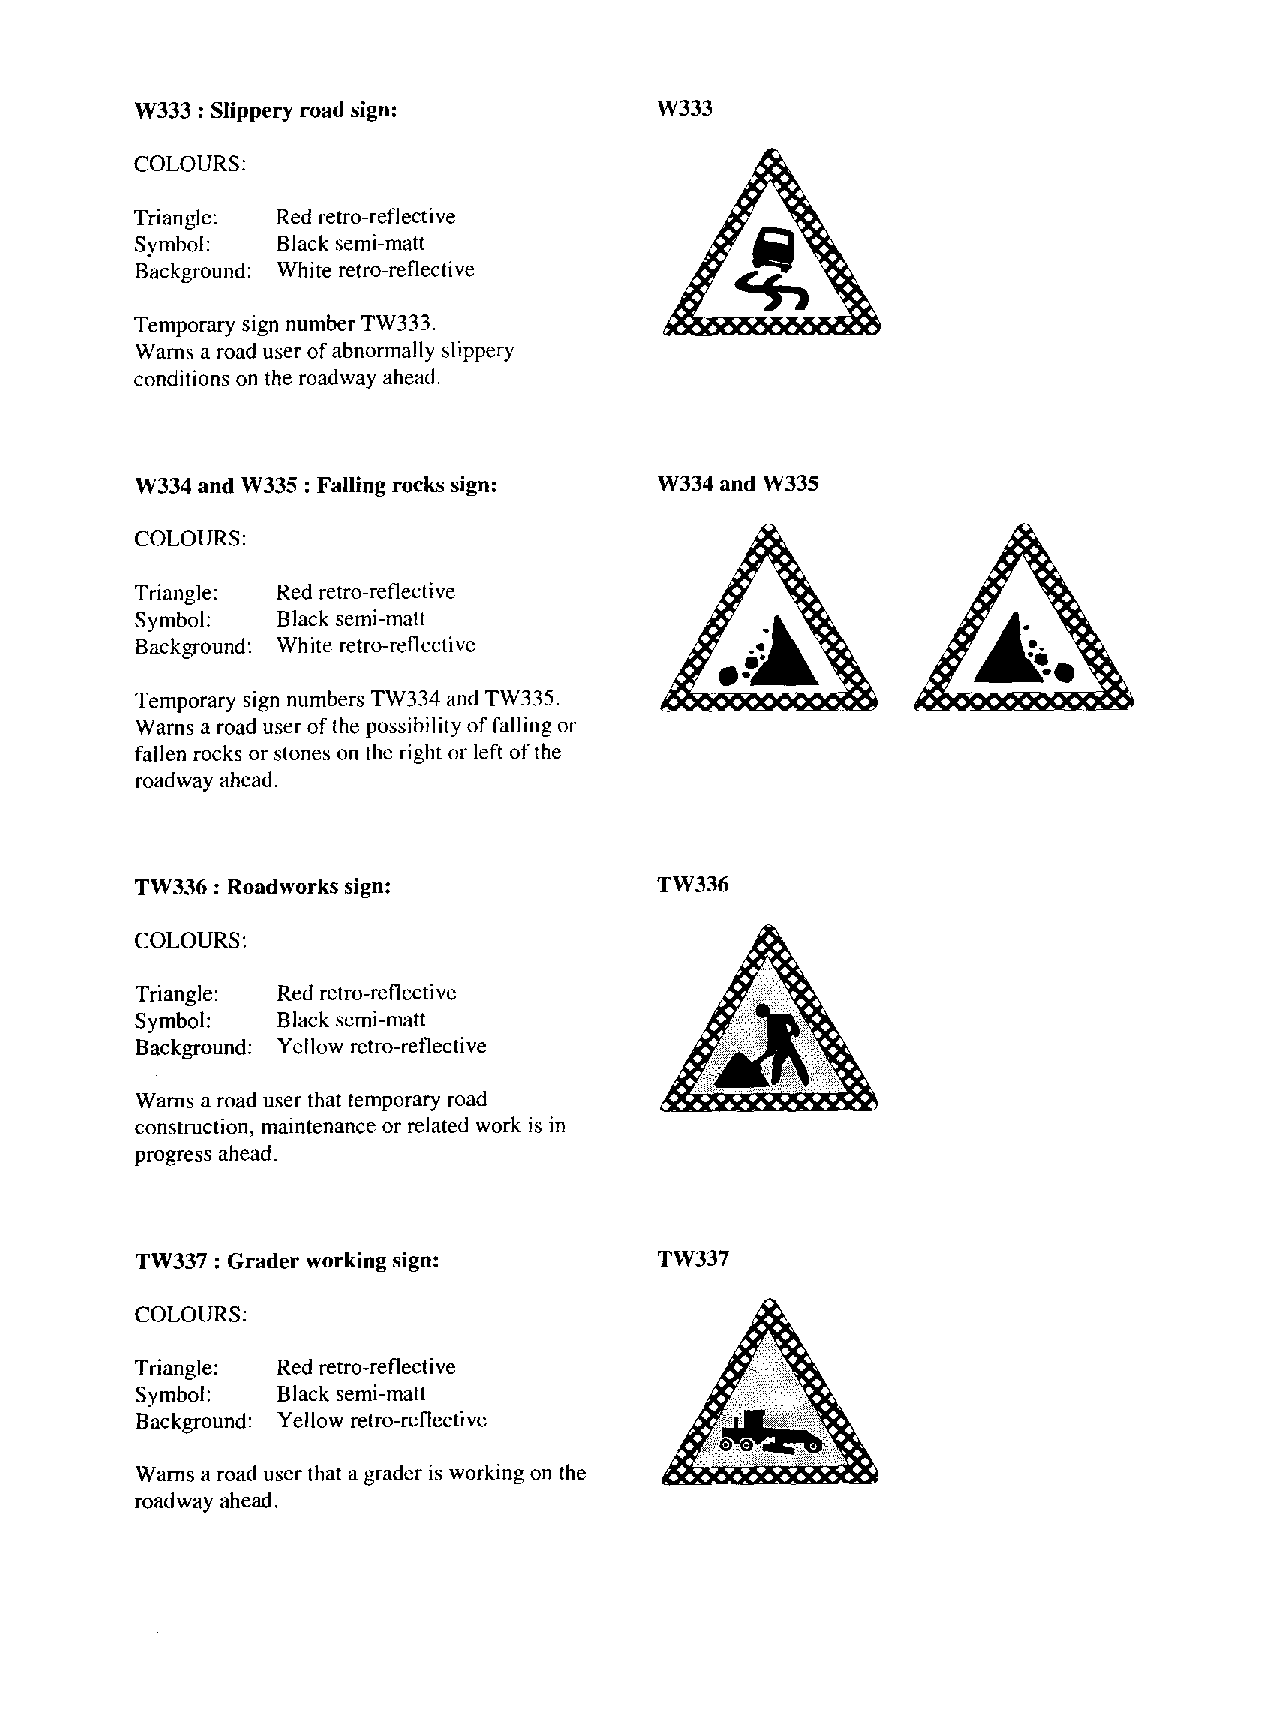 W333 : Slippery road sign:
W333
COLOURS:
Triangle: Red retro-reflective
Symbol: Black semi-matt
Background: White retro-reflective
Temporary sign number TW333.
Warns a road user of abnormally slippery
conditions on the roadway ahead.
W334 and W335 : Falling rocks sign:
W334 and W335
COLOURS:
Triangle: Red retro-reflective
Symbol: Black semi-matt
Background: White retro-reflective
Temporary sign numbers TW334 and TW335.
Warns a road user of the possibility of falling or
fallen rocks or stones on the right or left of the
roadway ahead.
TW336 : Roadworks sign:
TW336
COLOURS:
Triangle: Red retro-reflective
Symbol: Black semi-matt
Background: Yellow retro-reflective
Warns a road user that temporary road
construction, maintenance or related work is in
progress ahead.
TW337 : Grader working sign:
TW337
COLOURS:
Triangle: Red retro-reflective
Symbol: Black semi-matt
Background: Yellow retro-reflective
Warns a road user that a grader is working on the
roadway ahead.